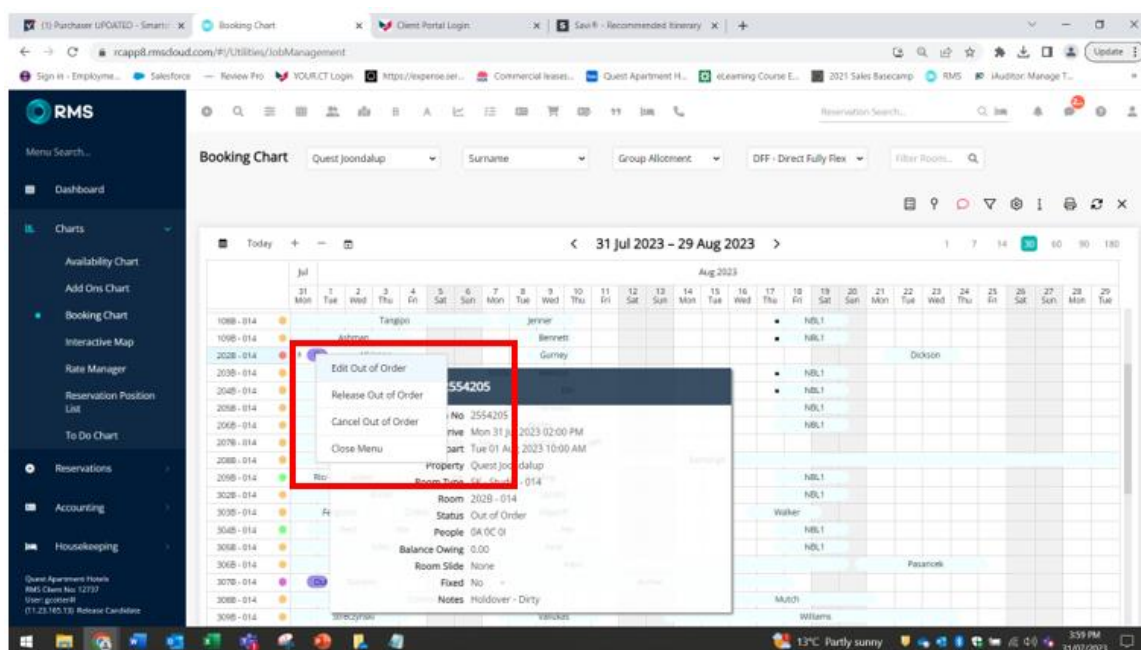 (1) Purchaser UPDATED - Smart
Booking Chart
Client Portal Login
Savi® - Recommended Itinerary
rcapp8.rmscloud.com/#!/Utilities/JobManagement
Update
Sign in - Employme...
Salesforce
Review Pro
YOUR.CT Login
https://expense.ser...
Commercial leases...
Quest Apartment H...
eLearning Course E...
2021 Sales Basecamp
RMS
iAuditor: Manage T...
RMS
Reservation Search...
Menu Search...
Booking Chart
Quest Joondalup
Surname
Group Allotment
DFF - Direct Fully Flex
Filter Room...
Dashboard
Charts
Availability Chart
Add Ons Chart
Booking Chart
Interactive Map
Rate Manager
Reservation Position
List
To Do Chart
Reservations
Accounting
Housekeeping
Quest Apartment Hotels
RMS Client No: 12737
Today + −
< 31 Jul 2023 – 29 Aug 2023 >
1 7 14 30 60 90 180
Jul Aug 2023
31 1 2 3 4 5 6 7 8 9 10 11 12 13 14 15 16 17 18 19 20 21 22 23 24 25 26 27 28 29
Mon Tue Wed Thu Fri Sat Sun Mon Tue Wed Thu Fri Sat Sun Mon Tue Wed Thu Fri Sat Sun Mon Tue Wed Thu Fri Sat Sun Mon Tue
108B - 014 Tangipo Jenner NBL1
109B - 014 Ashman Bennett NBL1
202B - 014 Gurney Dickson
203B - 014 NBL1
204B - 014 NBL1
205B - 014 NBL1
206B - 014 NBL1
207B - 014
208B - 014
209B - 014 NBL1
302B - 014 NBL1
303B - 014 Walker
304B - 014 NBL1
305B - 014 NBL1
306B - 014 Pasancek
307B - 014
308B - 014 Mutch
309B - 014 Williams
Edit Out of Order
Release Out of Order
Cancel Out of Order
Close Menu
2554205
No 2554205
rive Mon 31 Jul 2023 02:00 PM
part Tue 01 Aug 2023 10:00 AM
Property Quest Joondalup
Room Type SK - Studio - 014
Room 202B - 014
Status Out of Order
People 0A 0C 0I
Balance Owing 0.00
Room Slide None
Fixed No
Notes Holdover - Dirty
13°C Partly sunny
3:59 PM
31/07/2023